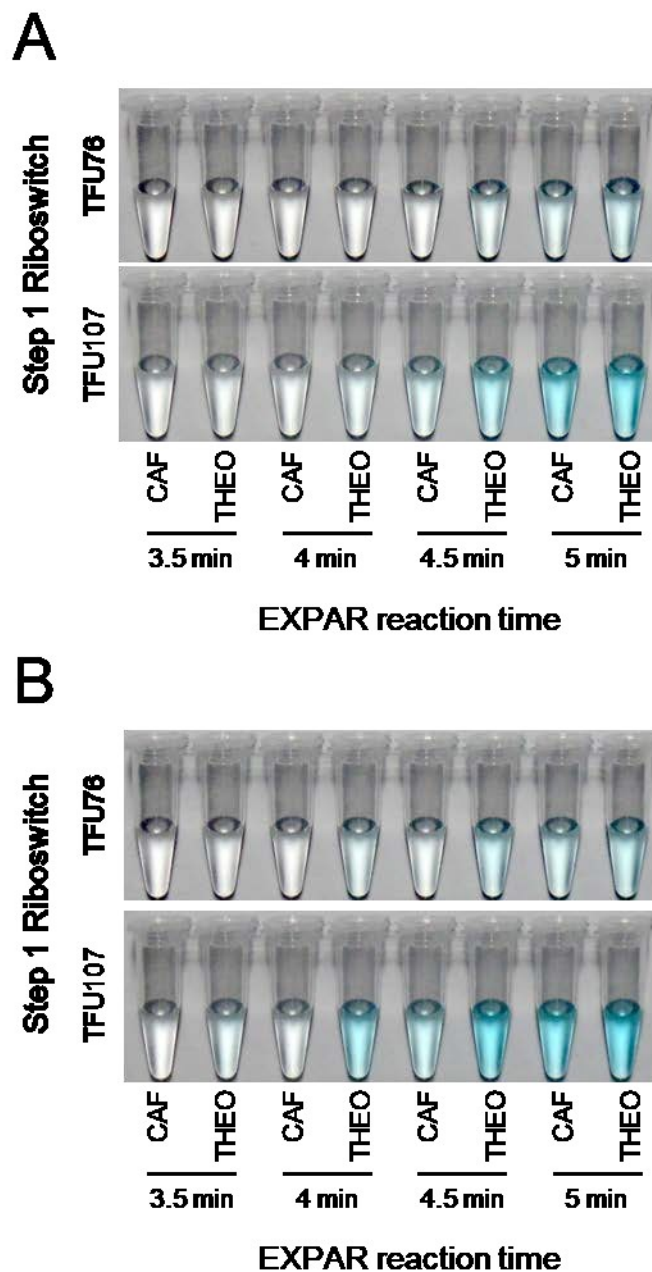 A
Step 1 Riboswitch
TFU76
TFU107
CAF THEO CAF THEO CAF THEO CAF THEO
3.5 min 4 min 4.5 min 5 min
EXPAR reaction time
B
Step 1 Riboswitch
TFU76
TFU107
CAF THEO CAF THEO CAF THEO CAF THEO
3.5 min 4 min 4.5 min 5 min
EXPAR reaction time